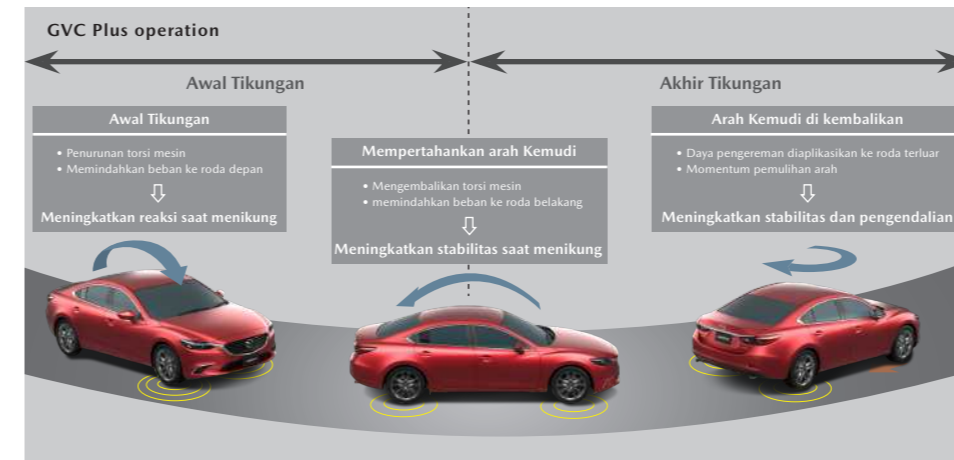 GVC Plus operation
Awal Tikungan
Akhir Tikungan
Awal Tikungan
• Penurunan torsi mesin
• Memindahkan beban ke roda depan
Meningkatkan reaksi saat menikung
Mempertahankan arah Kemudi
• Mengembalikan torsi mesin
• memindahkan beban ke roda belakang
Meningkatkan stabilitas saat menikung
Arah Kemudi di kembalikan
• Daya pengereman diaplikasikan ke roda terluar
• Momentum pemulihan arah
Meningkatkan stabilitas dan pengendalian